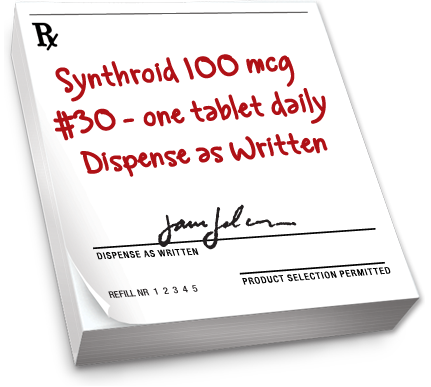 Rx
Synthroid 100 mcg
#30 - one tablet daily
Dispense as Written
DISPENSE AS WRITTEN
PRODUCT SELECTION PERMITTED
REFILL NR 1 2 3 4 5